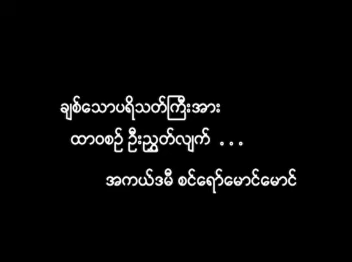 ချစ်သောပရိသတ်ကြီးအား
ထာဝစဉ် ဦးညွှတ်လျက် ...
အကယ်ဒမီ စင်ရော်မောင်မောင်